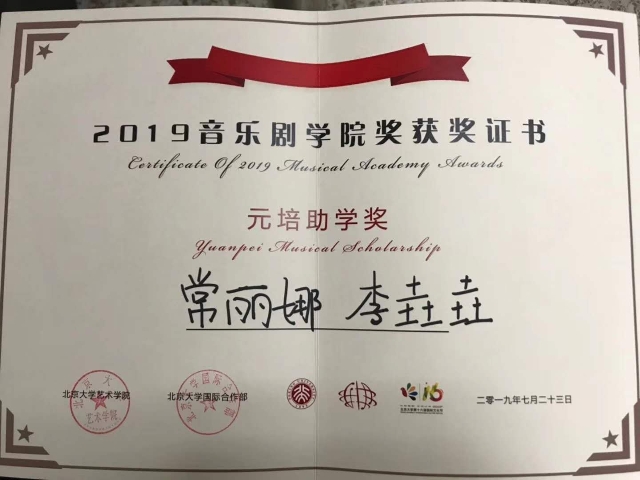 2019音乐剧学院奖获奖证书
Certificate Of 2019 Musical Academy Awards
元培助学奖
Yuanpei Musical Scholarship
常丽娜 李垚垚
北京大学艺术学院 北京大学国际合作部 二零一九年七月二十三日